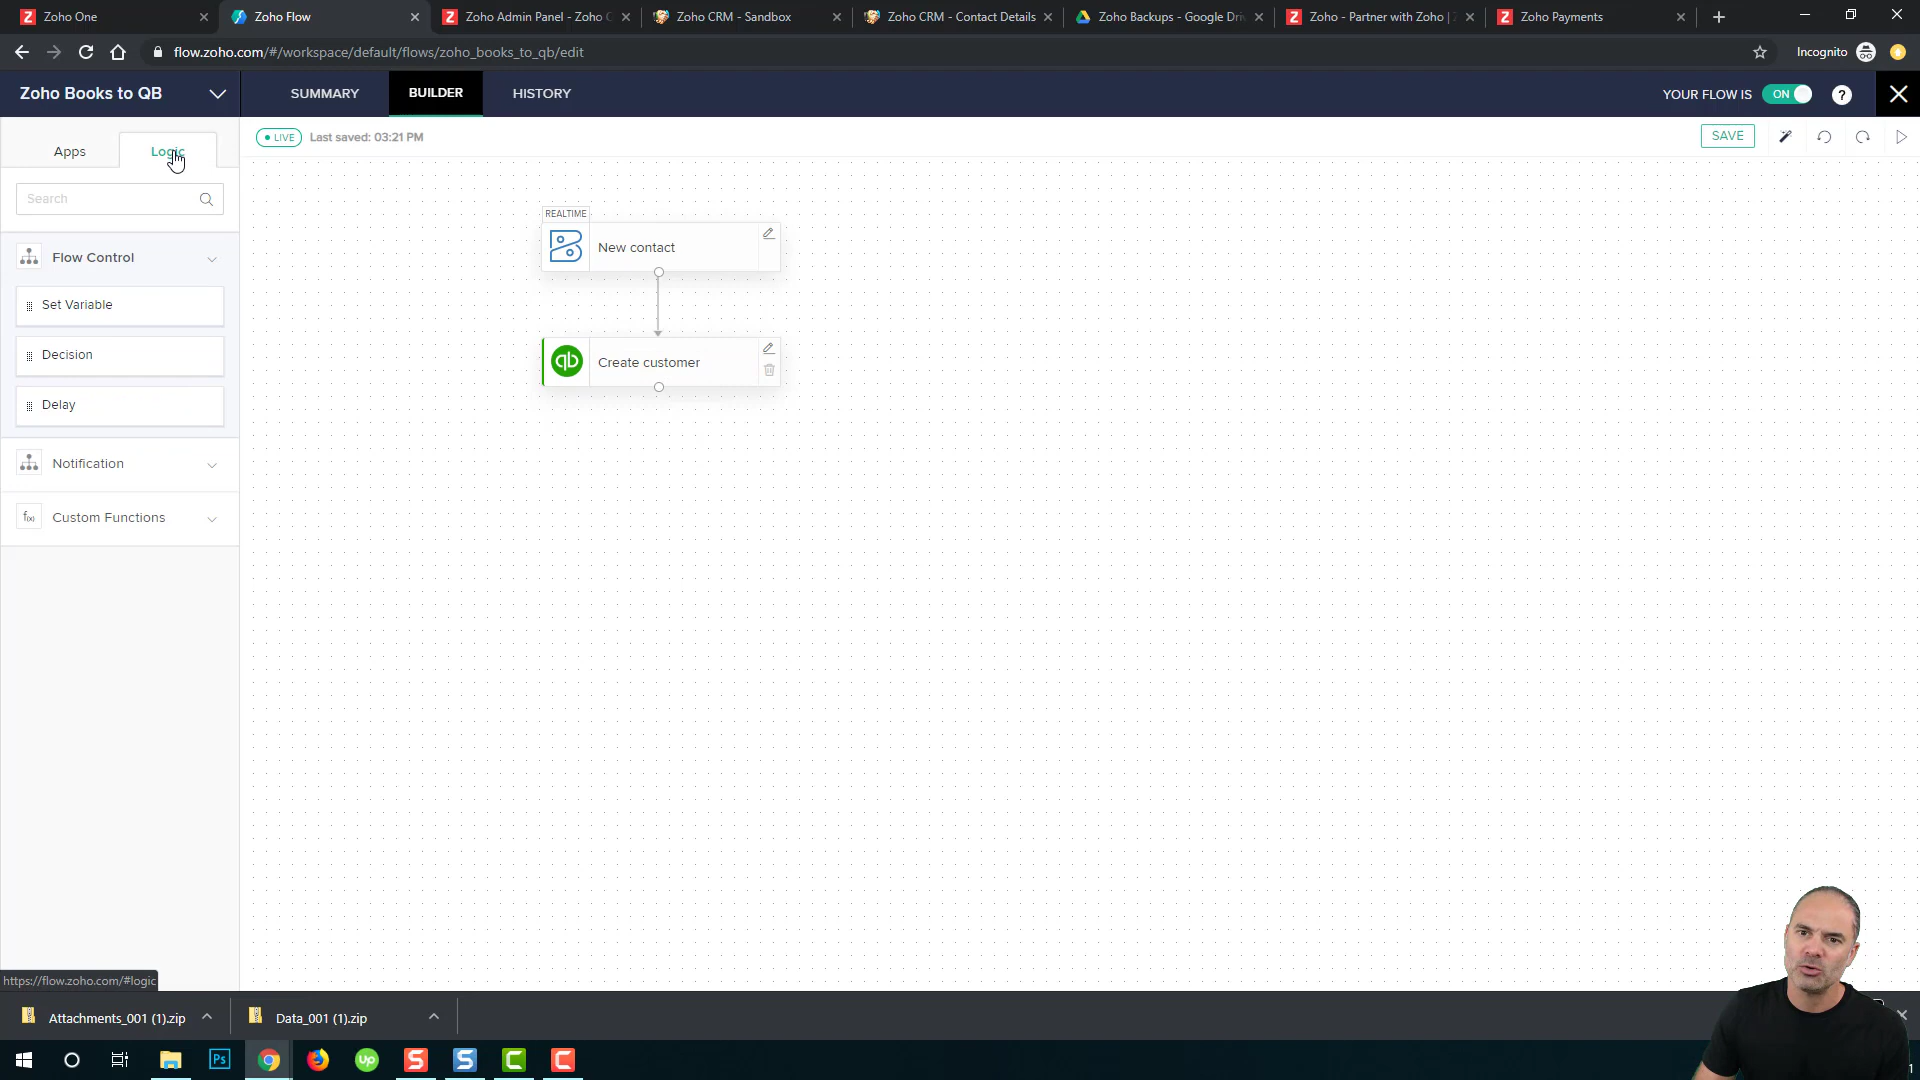 Zoho One
Zoho Flow
Zoho Admin Panel - Zoho
Zoho CRM - Sandbox
Zoho CRM - Contact Details
Zoho Backups - Google Dri
Zoho - Partner with Zoho |
Zoho Payments
flow.zoho.com/#/workspace/default/flows/zoho_books_to_qb/edit
Incognito
Zoho Books to QB
SUMMARY
BUILDER
HISTORY
YOUR FLOW IS
ON
?
LIVE
Last saved: 03:21 PM
SAVE
Apps
Logic
Search
Flow Control
Set Variable
Decision
Delay
Notification
f(x)
Custom Functions
REALTIME
New contact
qb
Create customer
https://flow.zoho.com/#logic
Attachments_001 (1).zip
Data_001 (1).zip
Ps
Up
S
S
C
C